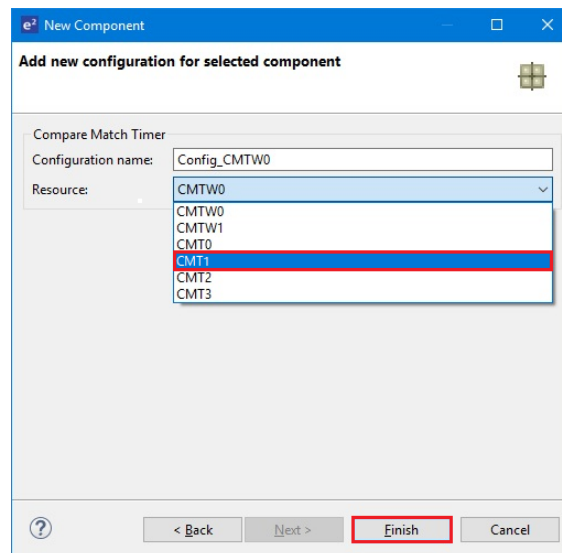 e² New Component
Add new configuration for selected component
Compare Match Timer
Configuration name: Config_CMTW0
Resource: CMTW0
CMTW0
CMTW1
CMT0
CMT1
CMT2
CMT3
? < Back Next > Finish Cancel